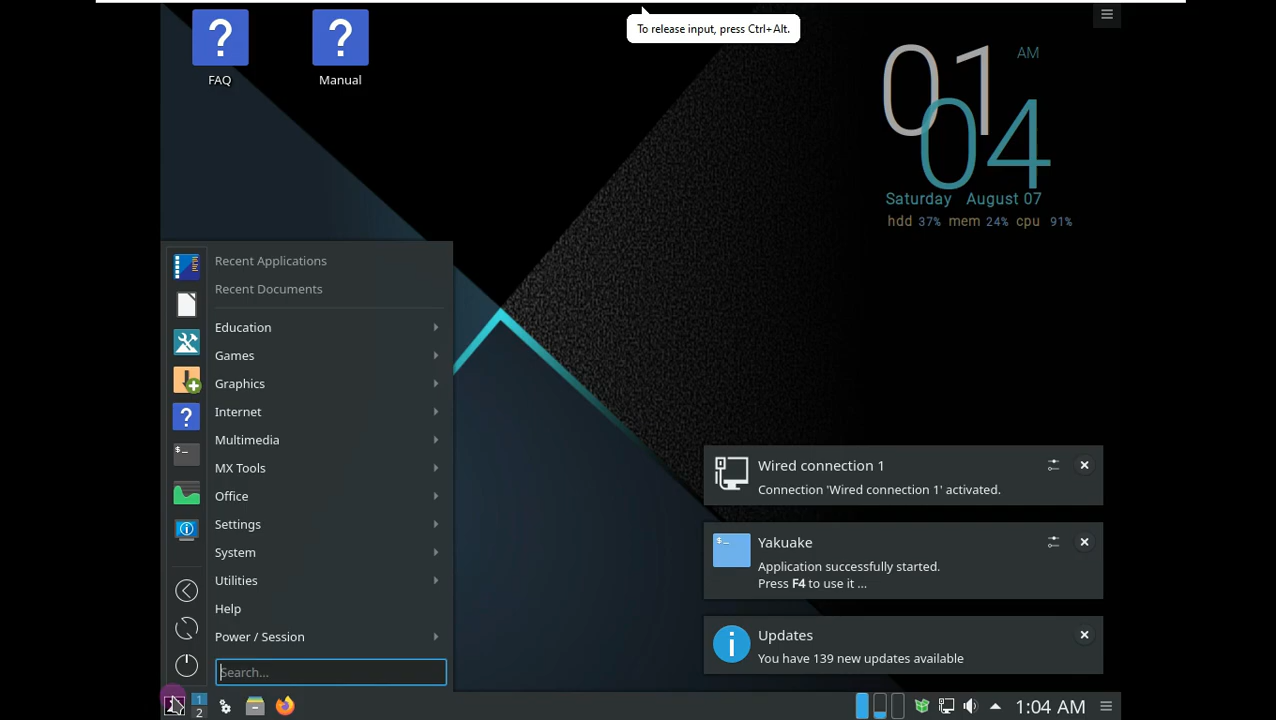 To release input, press Ctrl+Alt.
FAQ
Manual
01 AM
04
Saturday August 07
hdd 37% mem 24% cpu 91%
Recent Applications
Recent Documents
Education
Games
Graphics
Internet
Multimedia
MX Tools
Office
Settings
System
Utilities
Help
Power / Session
Search...
Wired connection 1
Connection 'Wired connection 1' activated.
Yakuake
Application successfully started.
Press F4 to use it ...
Updates
You have 139 new updates available
1
2
1:04 AM